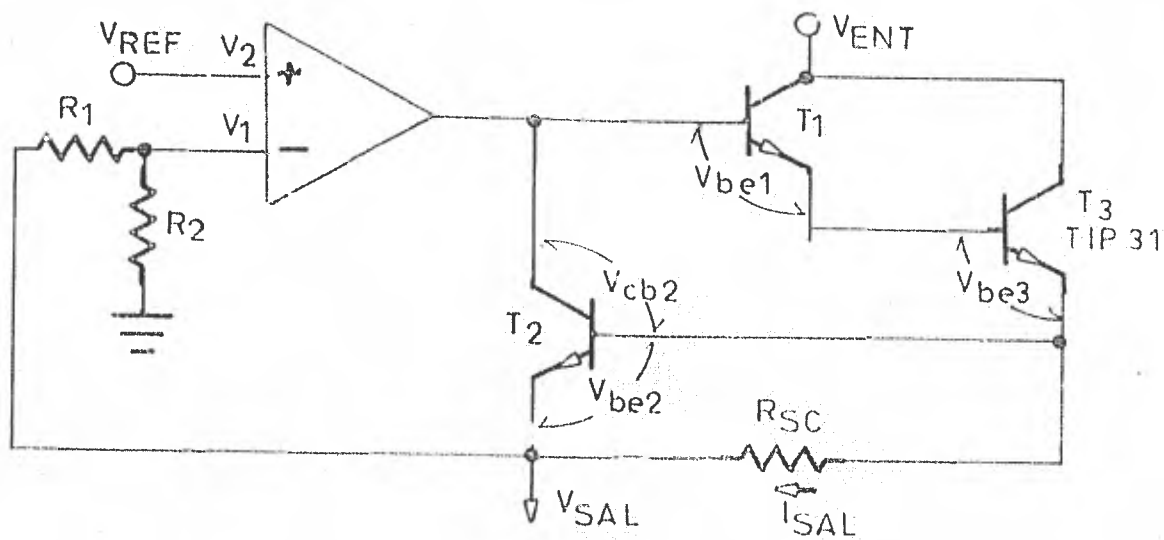 VREF
V2
+
R1
V1
−
R2
VENT
T1
Vbe1
T3
TIP 31
Vbe3
Vcb2
T2
Vbe2
RSC
VSAL
ISAL